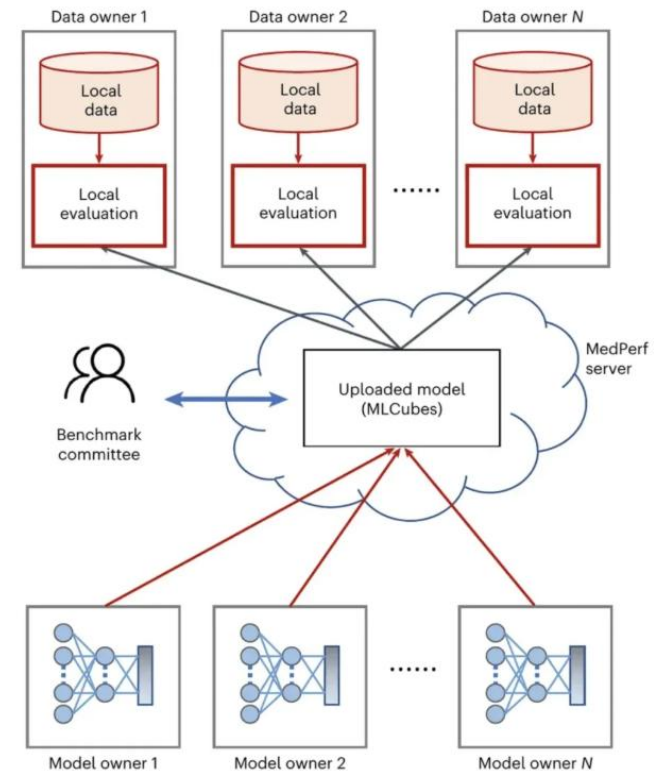 Data owner 1
Data owner 2
Data owner N
Local
data
Local
data
Local
data
Local
evaluation
Local
evaluation
......
Local
evaluation
MedPerf
server
Uploaded model
(MLCubes)
Benchmark
committee
......
Model owner 1
Model owner 2
Model owner N